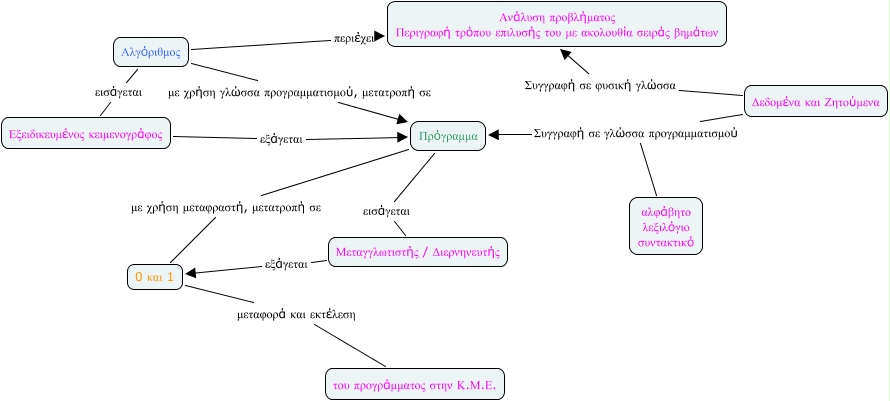 Ανάλυση προβλήματος
Περιγραφή τρόπου επιλυσής του με ακολουθία σειράς βημάτων
περιέχει
Αλγόριθμος
εισάγεται
με χρήση γλώσσα προγραμματισμού, μετατροπή σε
Συγγραφή σε φυσική γλώσσα
Δεδομένα και Ζητούμενα
Εξειδικευμένος κειμενογράφος
εξάγεται
Πρόγραμμα
Συγγραφή σε γλώσσα προγραμματισμού
με χρήση μεταφραστή, μετατροπή σε
εισάγεται
αλφάβητο
λεξιλόγιο
συντακτικό
Μεταγγλωτιστής / Διερνηνευτής
εξάγεται
0 και 1
μεταφορά και εκτέλεση
του προγράμματος στην Κ.Μ.Ε.